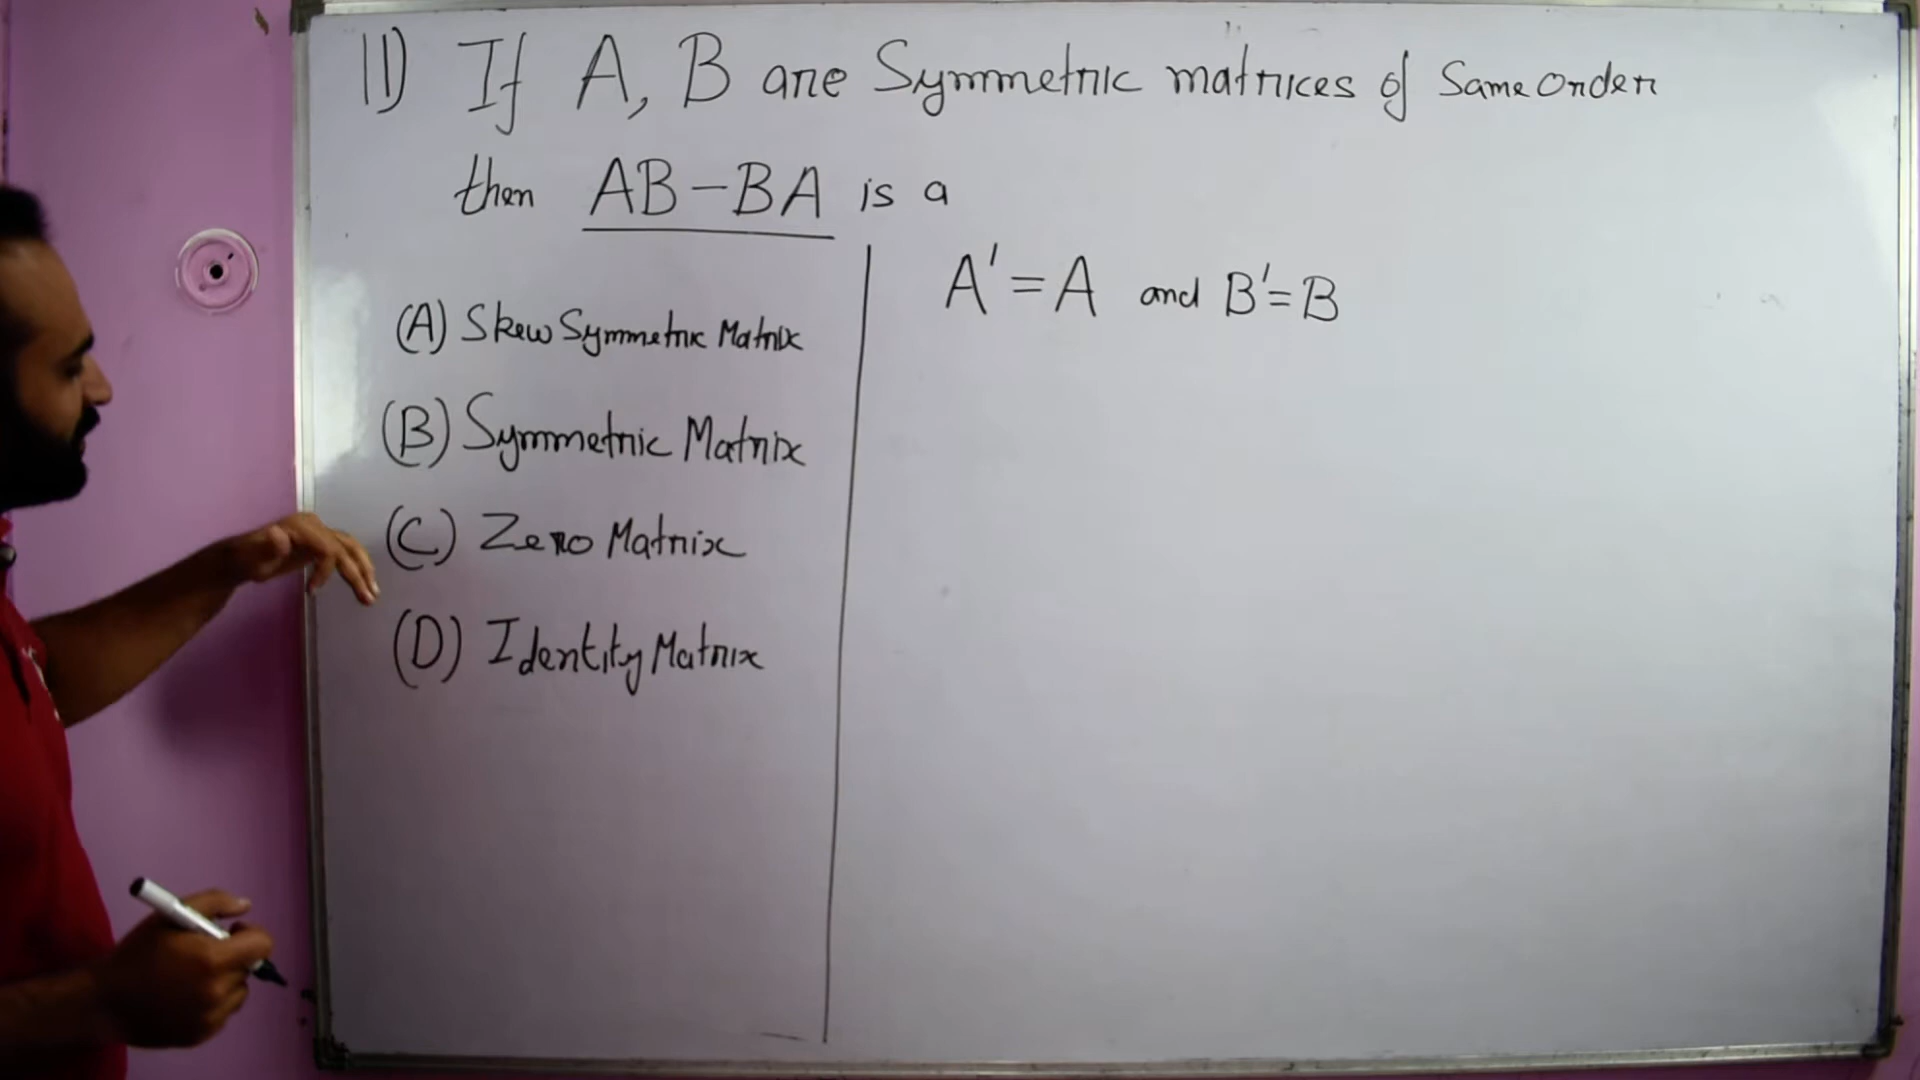 11) If A, B are Symmetric matrices of Same Order
then AB-BA is a
(A) Skew Symmetric Matrix
(B) Symmetric Matrix
(C) Zero Matrix
(D) Identity Matrix
A' = A and B' = B